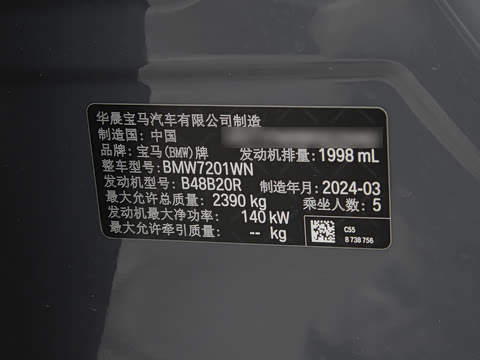 华晨宝马汽车有限公司制造
制造国：中国
品牌：宝马(BMW)牌 发动机排量：1998 mL
整车型号：BMW7201WN
发动机型号：B48B20R 制造年月：2024-03
最大允许总质量：2390 kg 乘坐人数：5
发动机最大净功率：140 kW
最大允许牵引质量：-- kg
C55
8 738 756